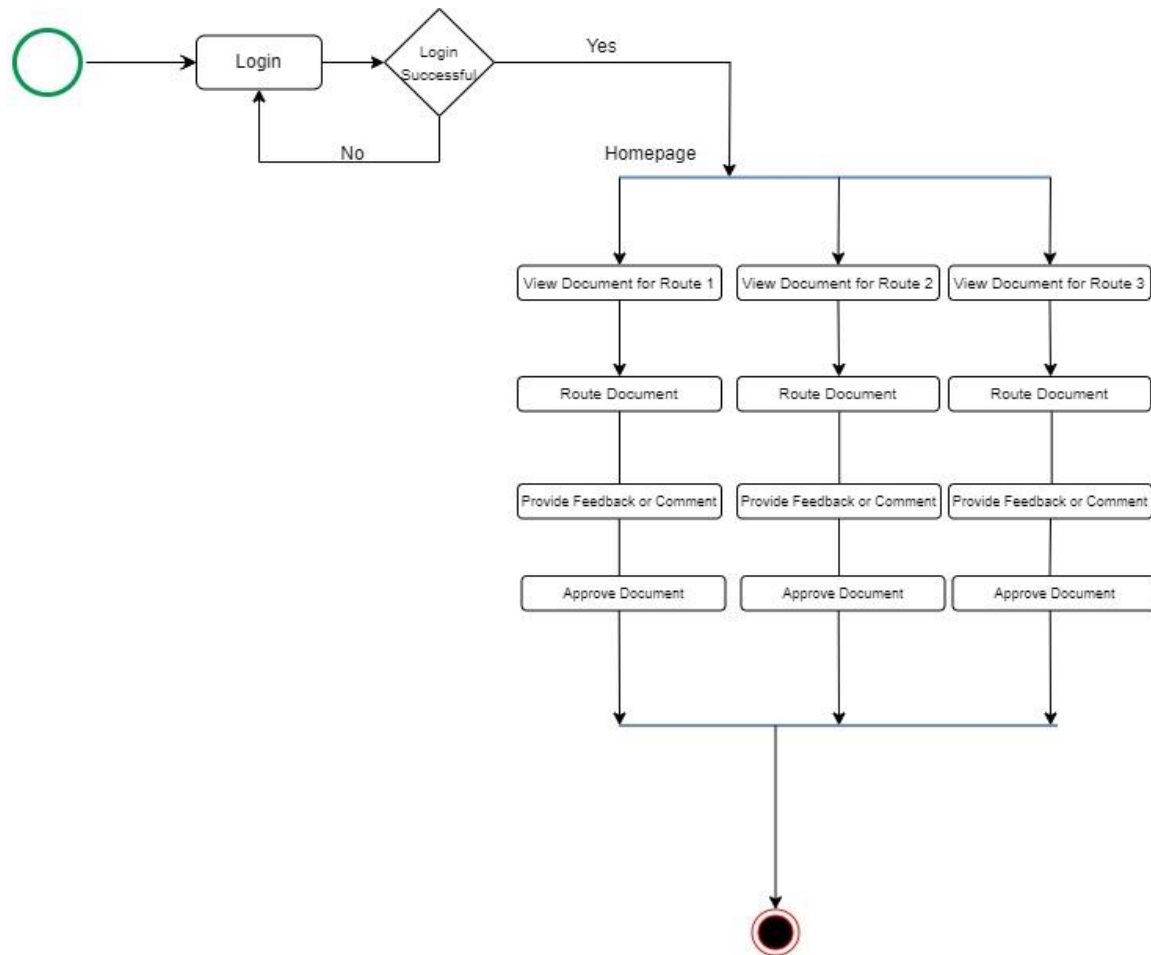 Login
Login
Successful
Yes
No
Homepage
View Document for Route 1
View Document for Route 2
View Document for Route 3
Route Document
Route Document
Route Document
Provide Feedback or Comment
Provide Feedback or Comment
Provide Feedback or Comment
Approve Document
Approve Document
Approve Document